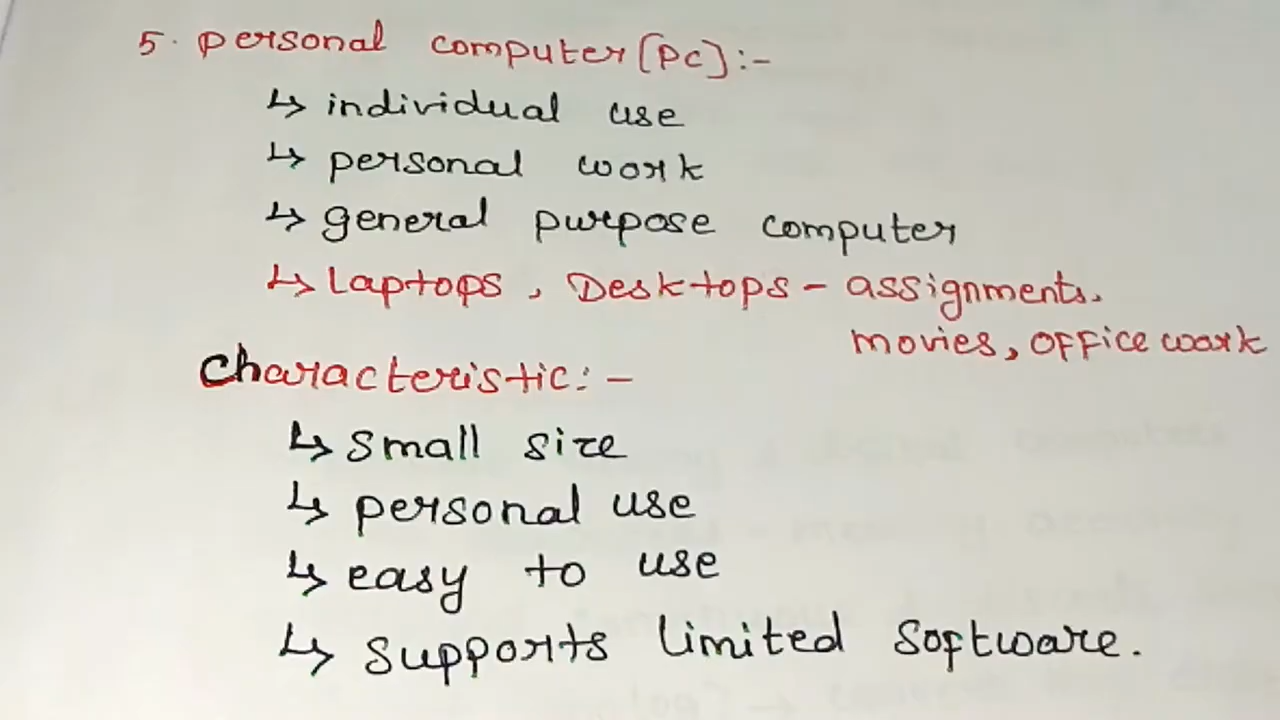 5. personal computer [PC]:-
↳ individual use
↳ personal work
↳ general purpose computer
↳ Laptops, Desktops - assignments.
movies, office work
Characteristic:-
↳ small size
↳ personal use
↳ easy to use
↳ supports limited software.